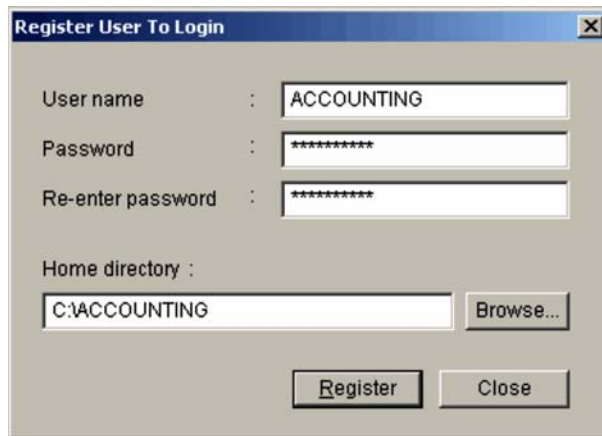 Register User To Login
User name : ACCOUNTING
Password : **********
Re-enter password : **********
Home directory :
C:\ACCOUNTING Browse...
Register Close